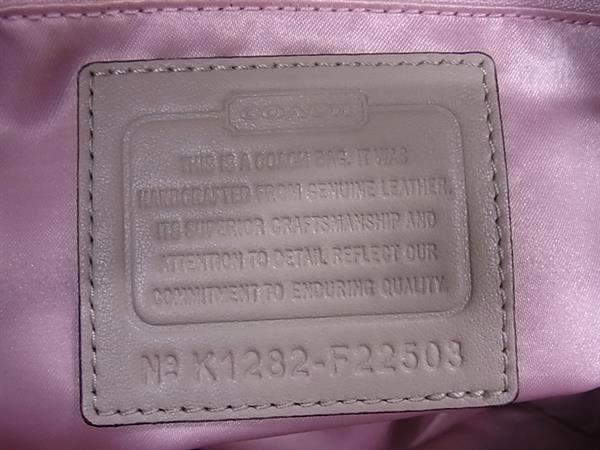 COACH
THIS IS A COACH BAG. IT WAS
HANDCRAFTED FROM GENUINE LEATHER.
ITS SUPERIOR CRAFTSMANSHIP AND
ATTENTION TO DETAIL REFLECT OUR
COMMITMENT TO ENDURING QUALITY.
Nº K1282-F22503